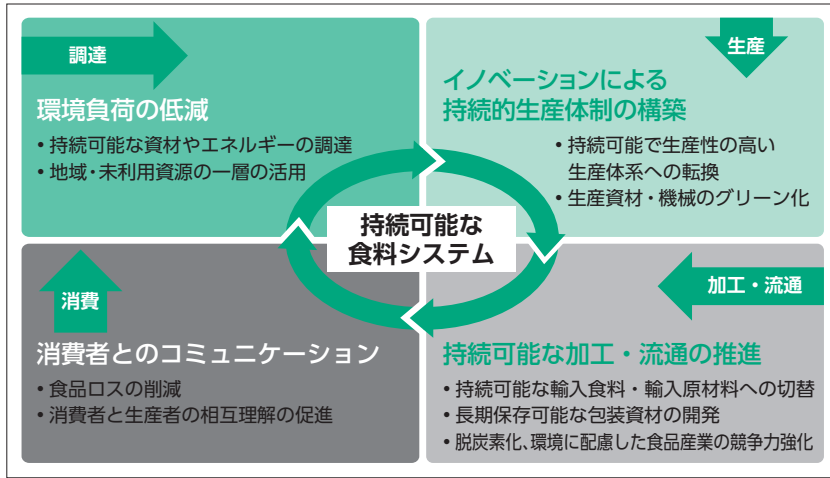 調達
環境負荷の低減
• 持続可能な資材やエネルギーの調達
• 地域・未利用資源の一層の活用
生産
イノベーションによる
持続的生産体制の構築
• 持続可能で生産性の高い
生産体系への転換
• 生産資材・機械のグリーン化
持続可能な
食料システム
消費
消費者とのコミュニケーション
• 食品ロスの削減
• 消費者と生産者の相互理解の促進
加工・流通
持続可能な加工・流通の推進
• 持続可能な輸入食料・輸入原材料への切替
• 長期保存可能な包装資材の開発
• 脱炭素化、環境に配慮した食品産業の競争力強化